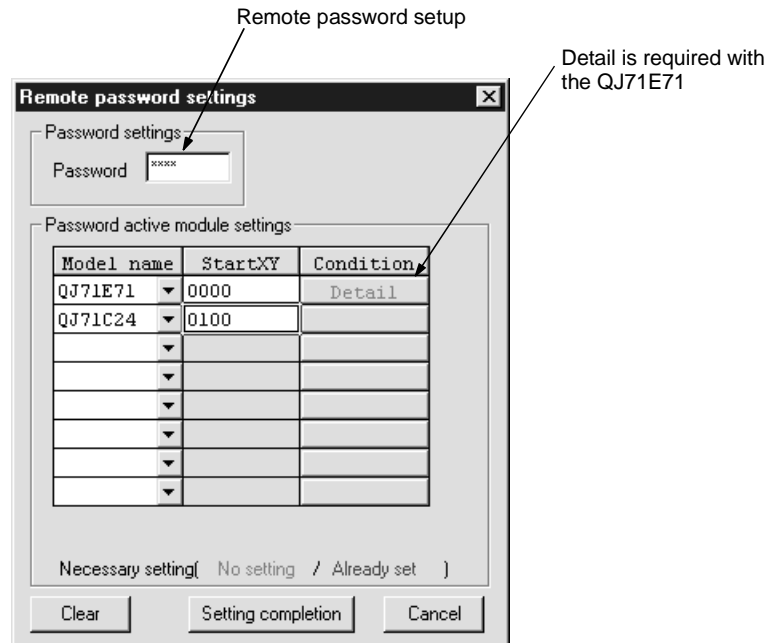 Remote password setup
Detail is required with
the QJ71E71
Remote password settings
Password settings
Password xxxx
Password active module settings
Model name StartXY Condition
QJ71E71 0000 Detail
QJ71C24 0100
Necessary setting( No setting / Already set )
Clear Setting completion Cancel